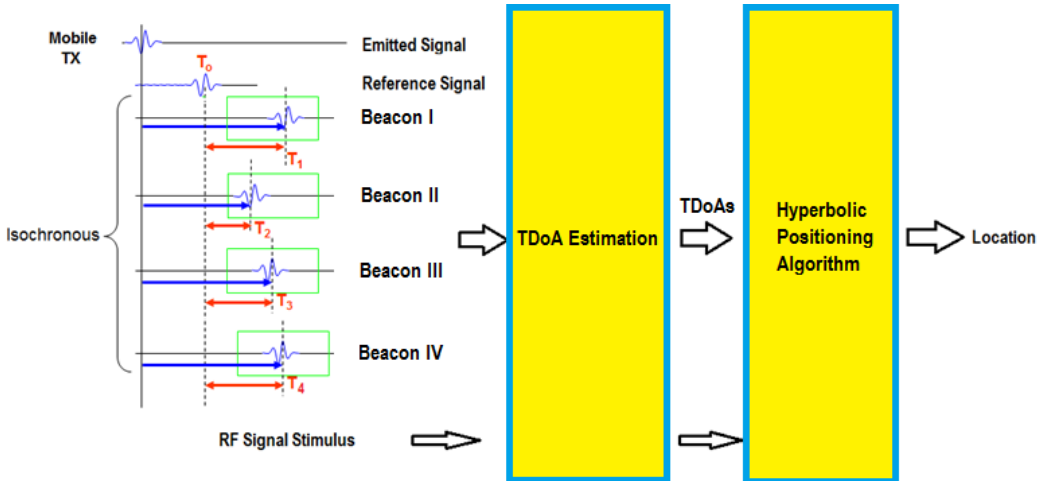 Mobile
TX
Emitted Signal
To
Reference Signal
Beacon I
T1
Beacon II
T2
Isochronous
Beacon III
T3
Beacon IV
T4
RF Signal Stimulus
TDoA Estimation
TDoAs
Hyperbolic
Positioning
Algorithm
Location